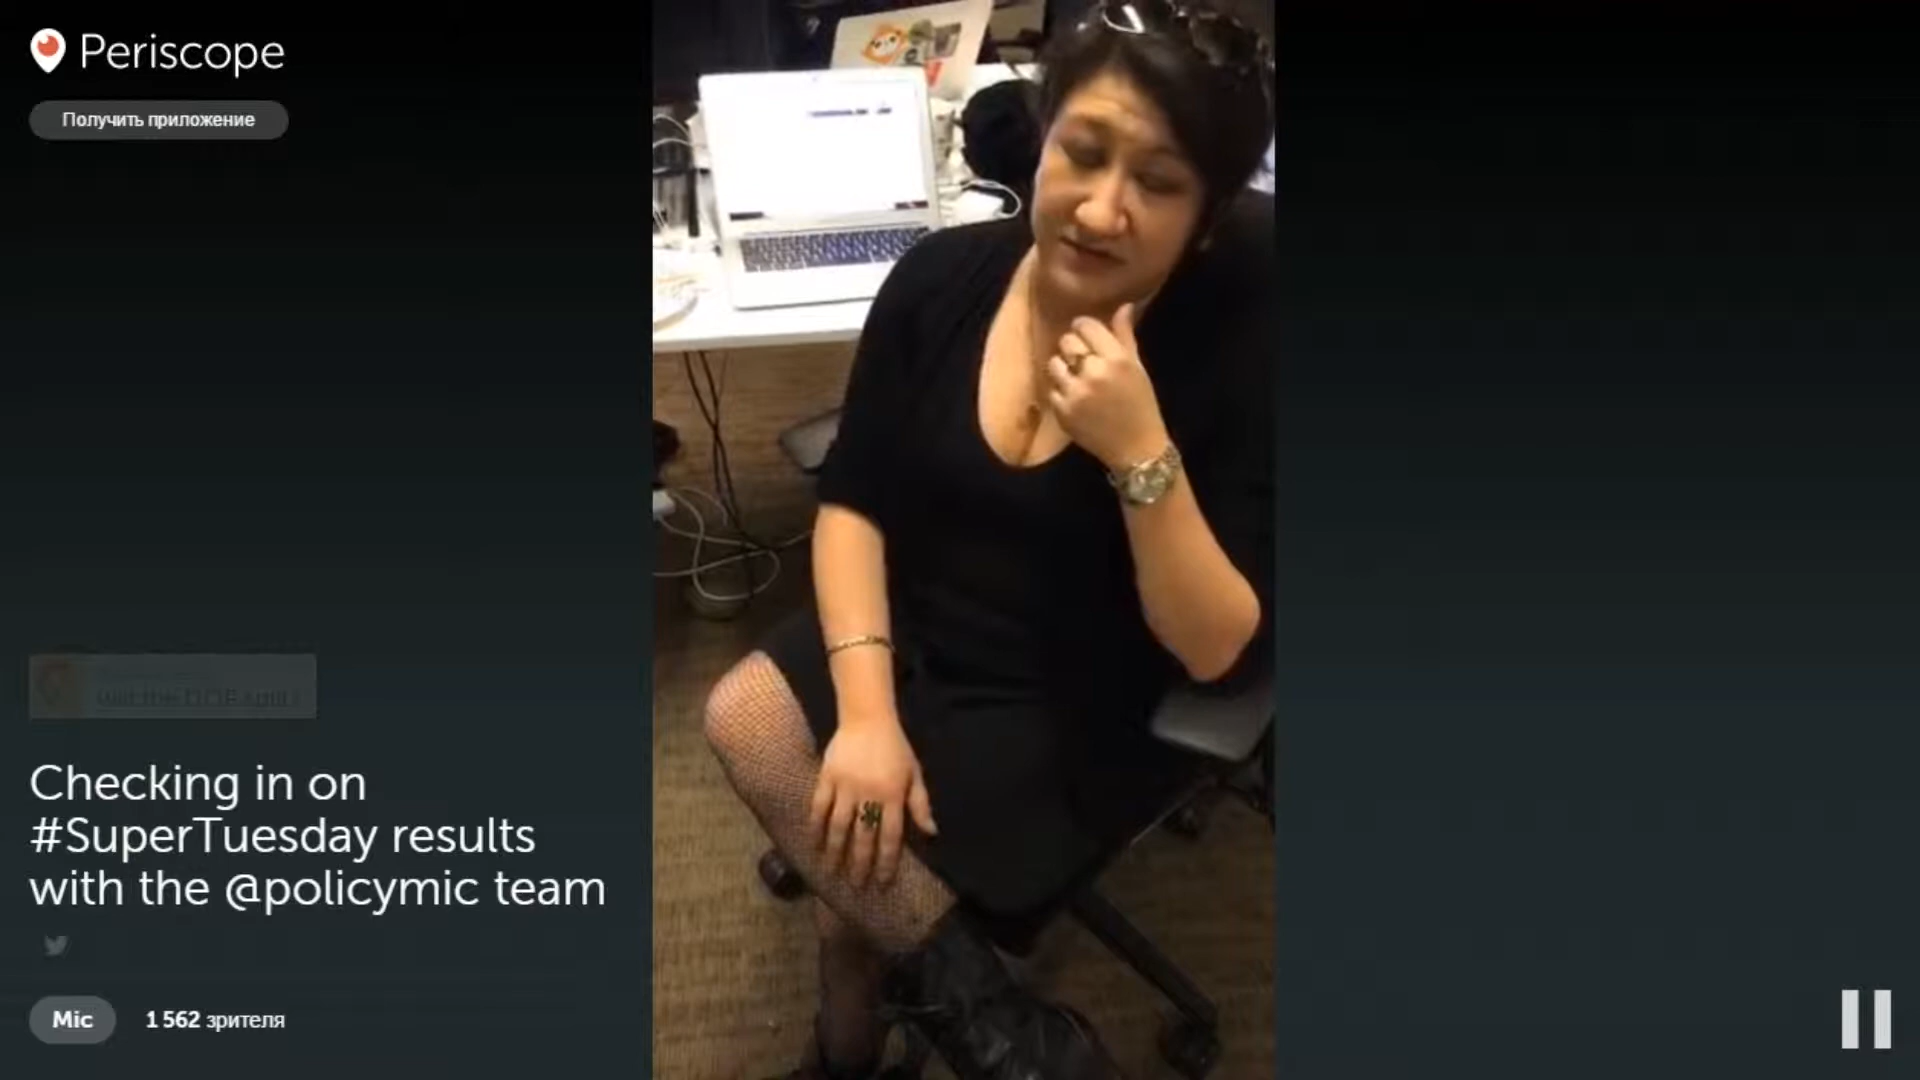 Periscope
Получить приложение
Checking in on
#SuperTuesday results
with the @policymic team
Mic
1 562 зрителя